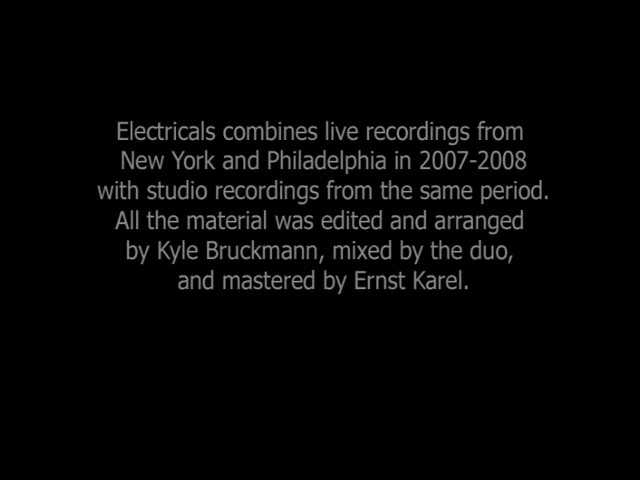 Electricals combines live recordings from
New York and Philadelphia in 2007-2008
with studio recordings from the same period.
All the material was edited and arranged
by Kyle Bruckmann, mixed by the duo,
and mastered by Ernst Karel.